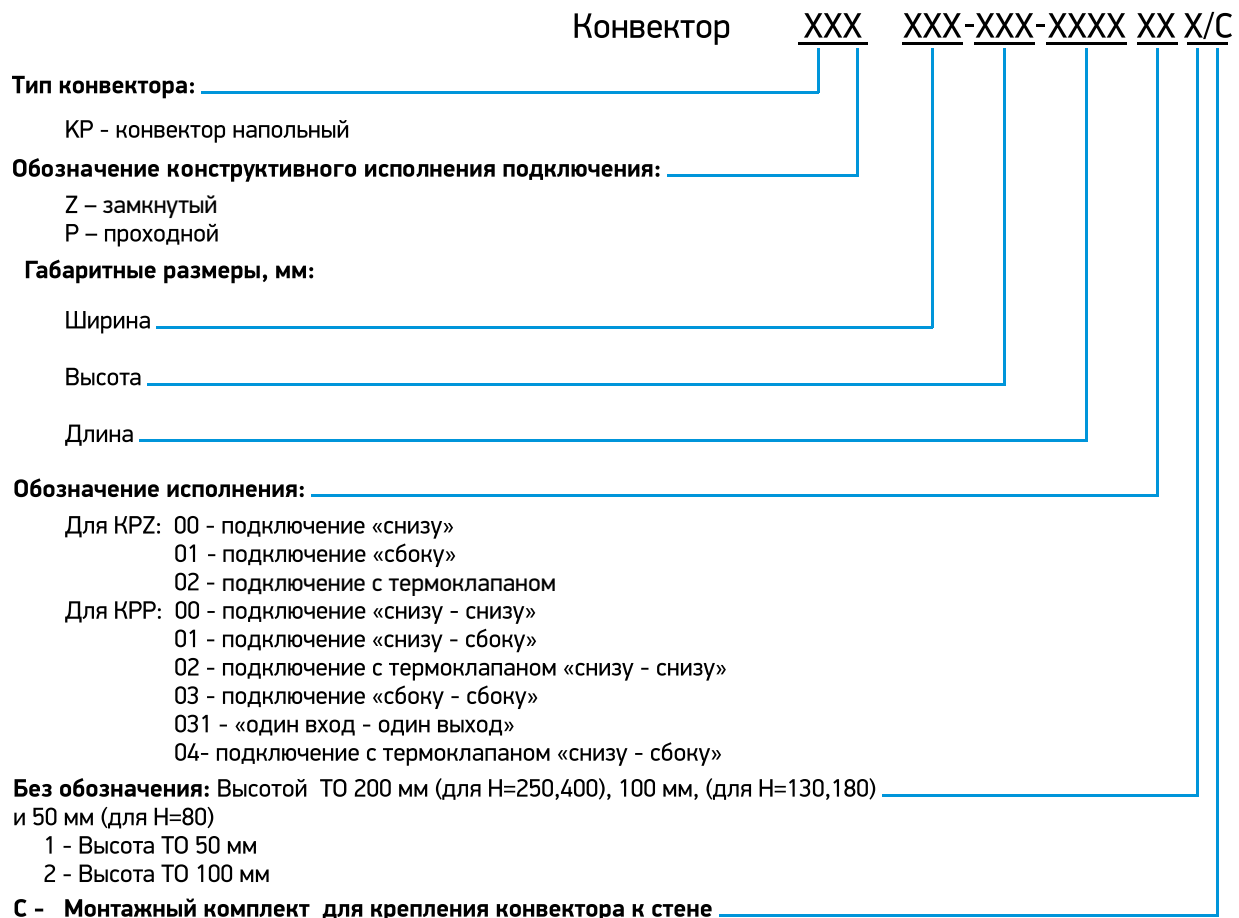 Конвектор XXX XXX-XXX-XXXX XX X/C
Тип конвектора:
КР - конвектор напольный
Обозначение конструктивного исполнения подключения:
Z – замкнутый
Р – проходной
Габаритные размеры, мм:
Ширина
Высота
Длина
Обозначение исполнения:
Для КРZ: 00 - подключение «снизу»
01 - подключение «сбоку»
02 - подключение с термоклапаном
Для КРР: 00 - подключение «снизу - снизу»
01 - подключение «снизу - сбоку»
02 - подключение с термоклапаном «снизу - снизу»
03 - подключение «сбоку - сбоку»
031 - «один вход - один выход»
04- подключение с термоклапаном «снизу - сбоку»
Без обозначения: Высотой ТО 200 мм (для Н=250,400), 100 мм, (для Н=130,180)
и 50 мм (для Н=80)
1 - Высота ТО 50 мм
2 - Высота ТО 100 мм
С - Монтажный комплект для крепления конвектора к стене